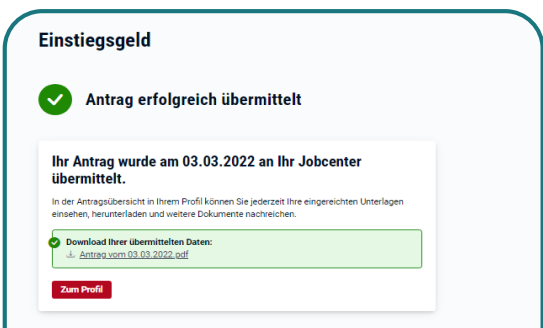 Einstiegsgeld
Antrag erfolgreich übermittelt
Ihr Antrag wurde am 03.03.2022 an Ihr Jobcenter
übermittelt.
In der Antragsübersicht in Ihrem Profil können Sie jederzeit Ihre eingereichten Unterlagen
einsehen, herunterladen und weitere Dokumente nachreichen.
Download Ihrer übermittelten Daten:
Antrag vom 03.03.2022.pdf
Zum Profil